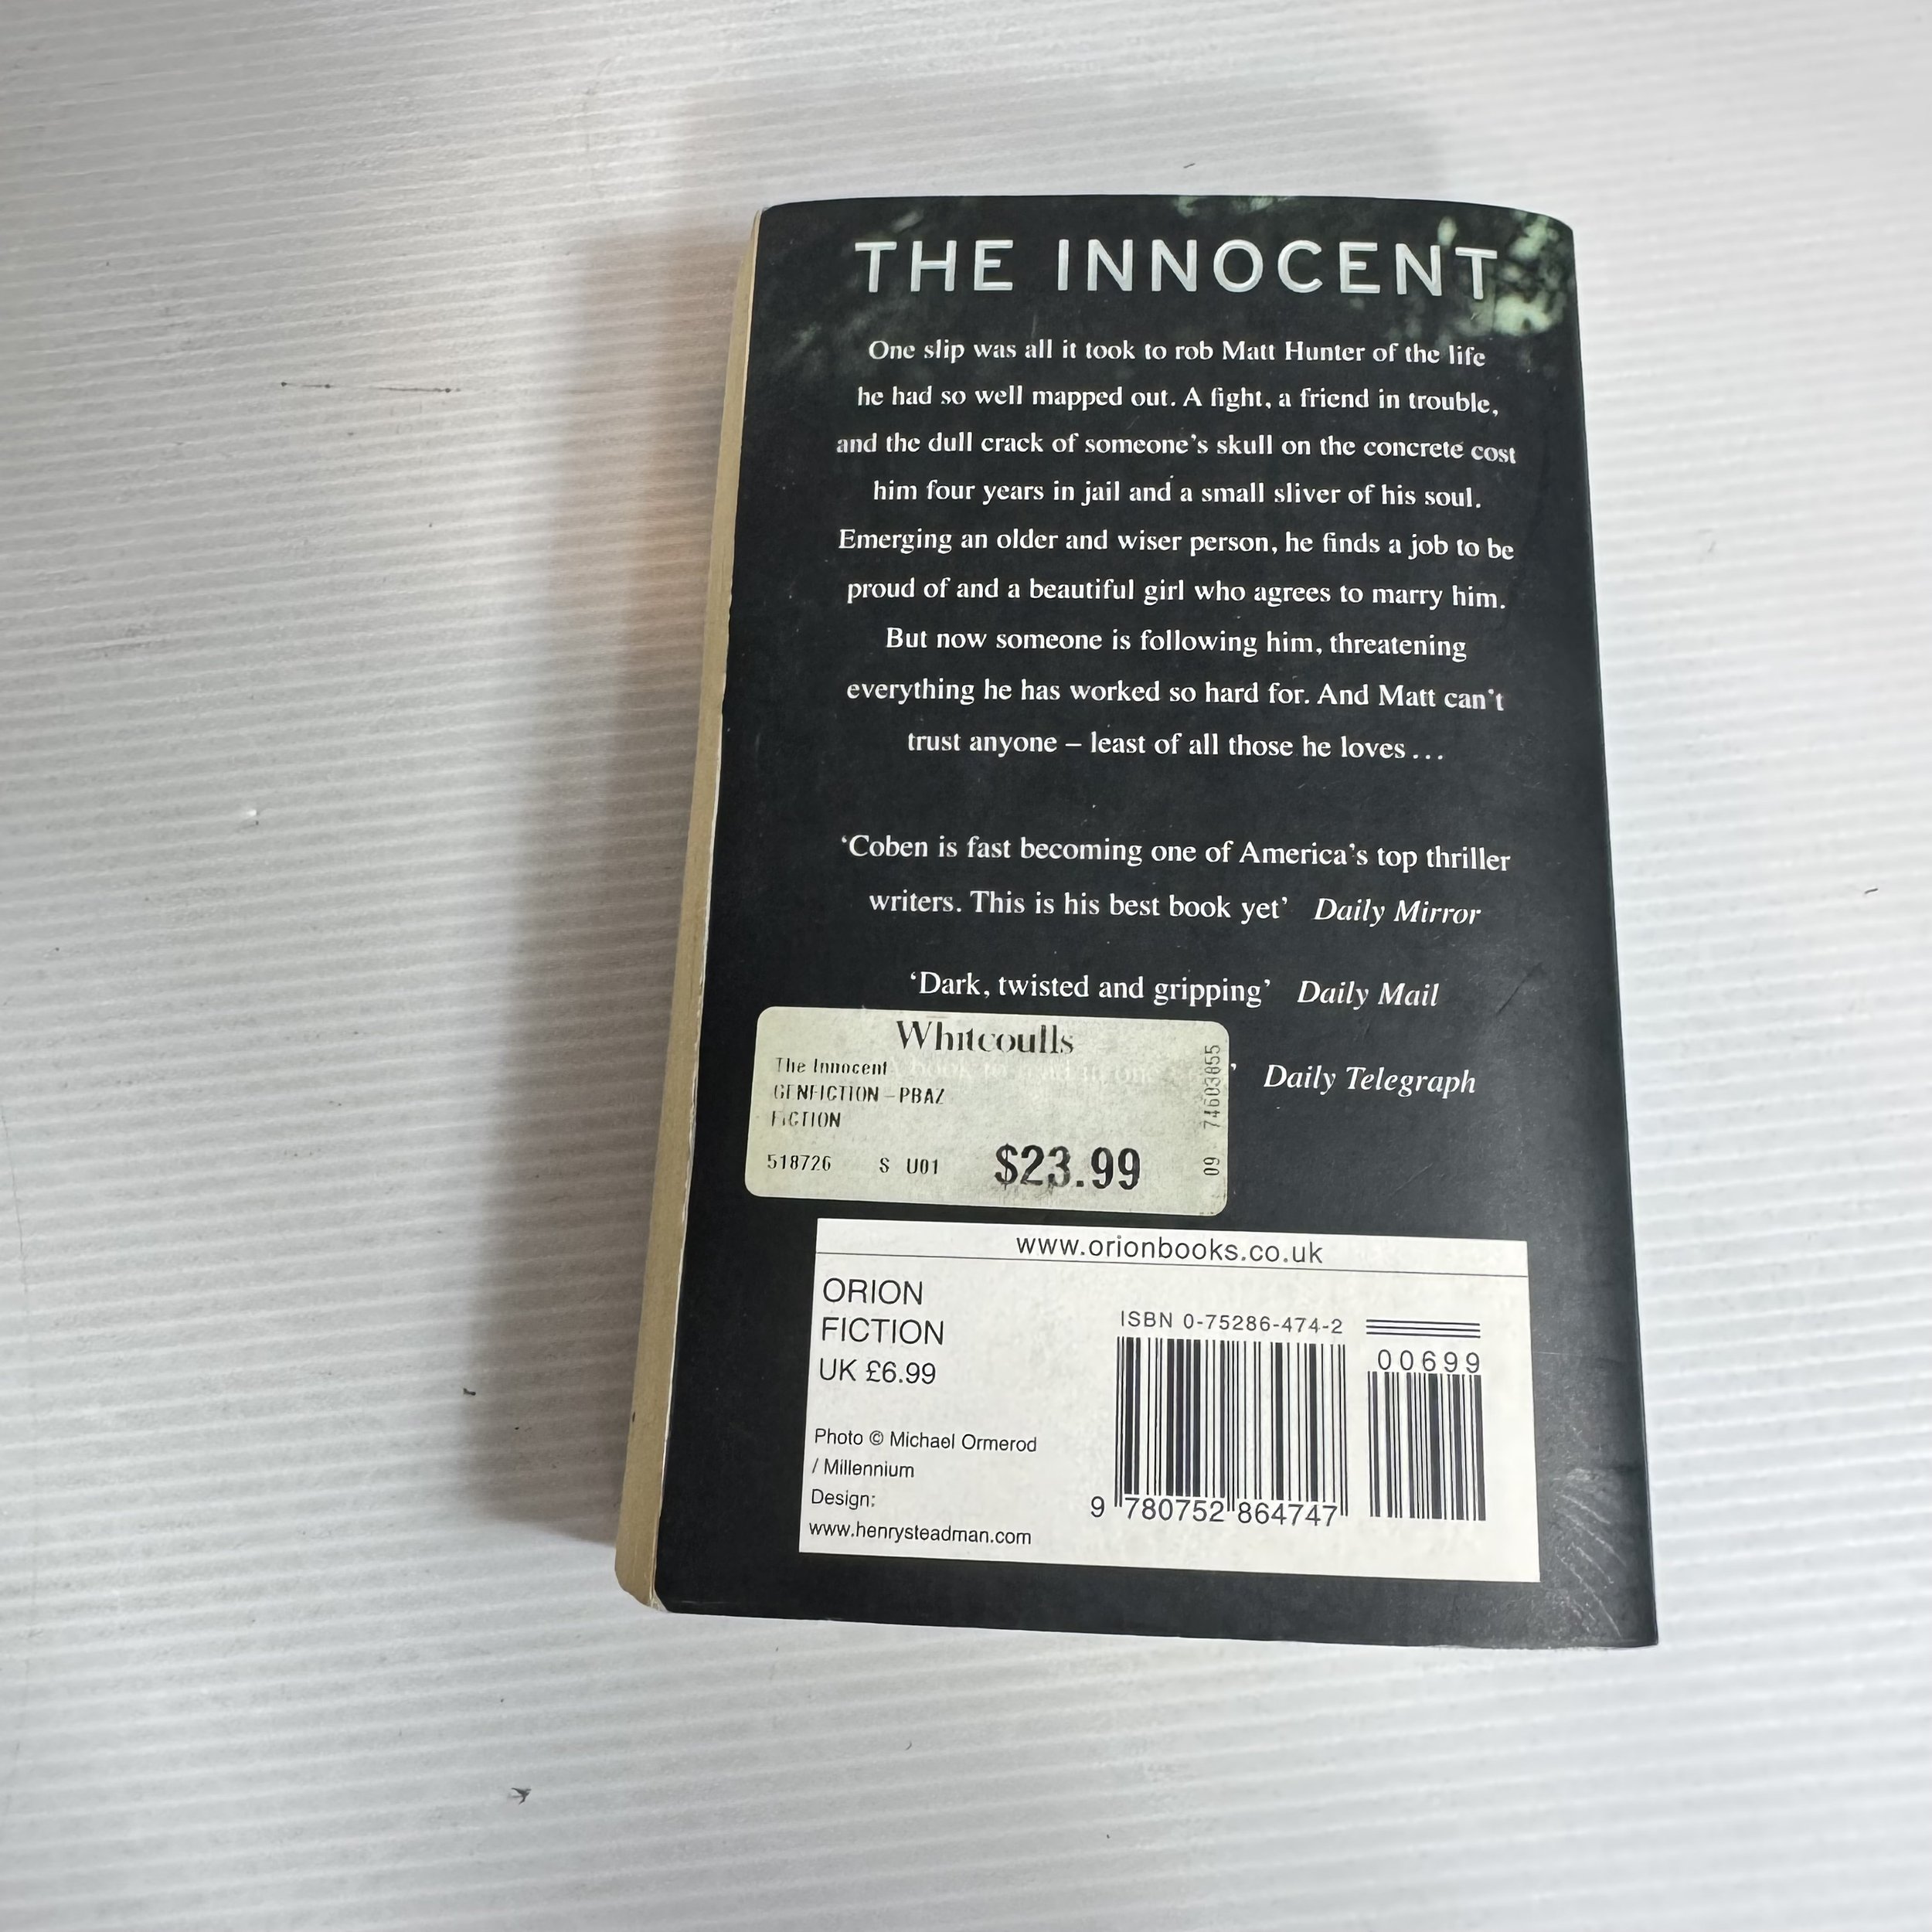 THE INNOCENT
One slip was all it took to rob Matt Hunter of the life
he had so well mapped out. A fight, a friend in trouble,
and the dull crack of someone's skull on the concrete cost
him four years in jail and a small sliver of his soul.
Emerging an older and wiser person, he finds a job to be
proud of and a beautiful girl who agrees to marry him.
But now someone is following him, threatening
everything he has worked so hard for. And Matt can't
trust anyone – least of all those he loves ...
‘Coben is fast becoming one of America's top thriller
writers. This is his best book yet’ Daily Mirror
‘Dark, twisted and gripping’ Daily Mail
’ Daily Telegraph
Whitcoulls
The Innocent
GENFICTION-PBAZ
FICTION
518726 S U01 $23.99
09 74603855
www.orionbooks.co.uk
ORION
FICTION
UK £6.99
Photo © Michael Ormerod
/ Millennium
Design:
www.henrysteadman.com
ISBN 0-75286-474-2
00699
9 780752 864747